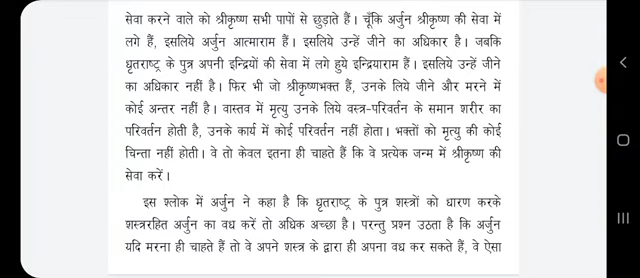 सेवा करने वाले को श्रीकृष्ण सभी पापों से छुड़ाते हैं। चूँकि अर्जुन श्रीकृष्ण की सेवा में
लगे हैं, इसलिये अर्जुन आत्माराम हैं। इसलिये उन्हें जीने का अधिकार है। जबकि
धृतराष्ट्र के पुत्र अपनी इन्द्रियों की सेवा में लगे हुये इन्द्रियाराम हैं। इसलिये उन्हें जीने
का अधिकार नहीं है। फिर भी जो श्रीकृष्णभक्त हैं, उनके लिये जीने और मरने में
कोई अन्तर नहीं है। वास्तव में मृत्यु उनके लिये वस्त्र-परिवर्तन के समान शरीर का
परिवर्तन होती है, उनके कार्य में कोई परिवर्तन नहीं होता। भक्तों को मृत्यु की कोई
चिन्ता नहीं होती। वे तो केवल इतना ही चाहते हैं कि वे प्रत्येक जन्म में श्रीकृष्ण की
सेवा करें।
इस श्लोक में अर्जुन ने कहा है कि धृतराष्ट्र के पुत्र शस्त्रों को धारण करके
शस्त्ररहित अर्जुन का वध करें तो अधिक अच्छा है। परन्तु प्रश्न उठता है कि अर्जुन
यदि मरना ही चाहते हैं तो वे अपने शस्त्र के द्वारा ही अपना वध कर सकते हैं, वे ऐसा